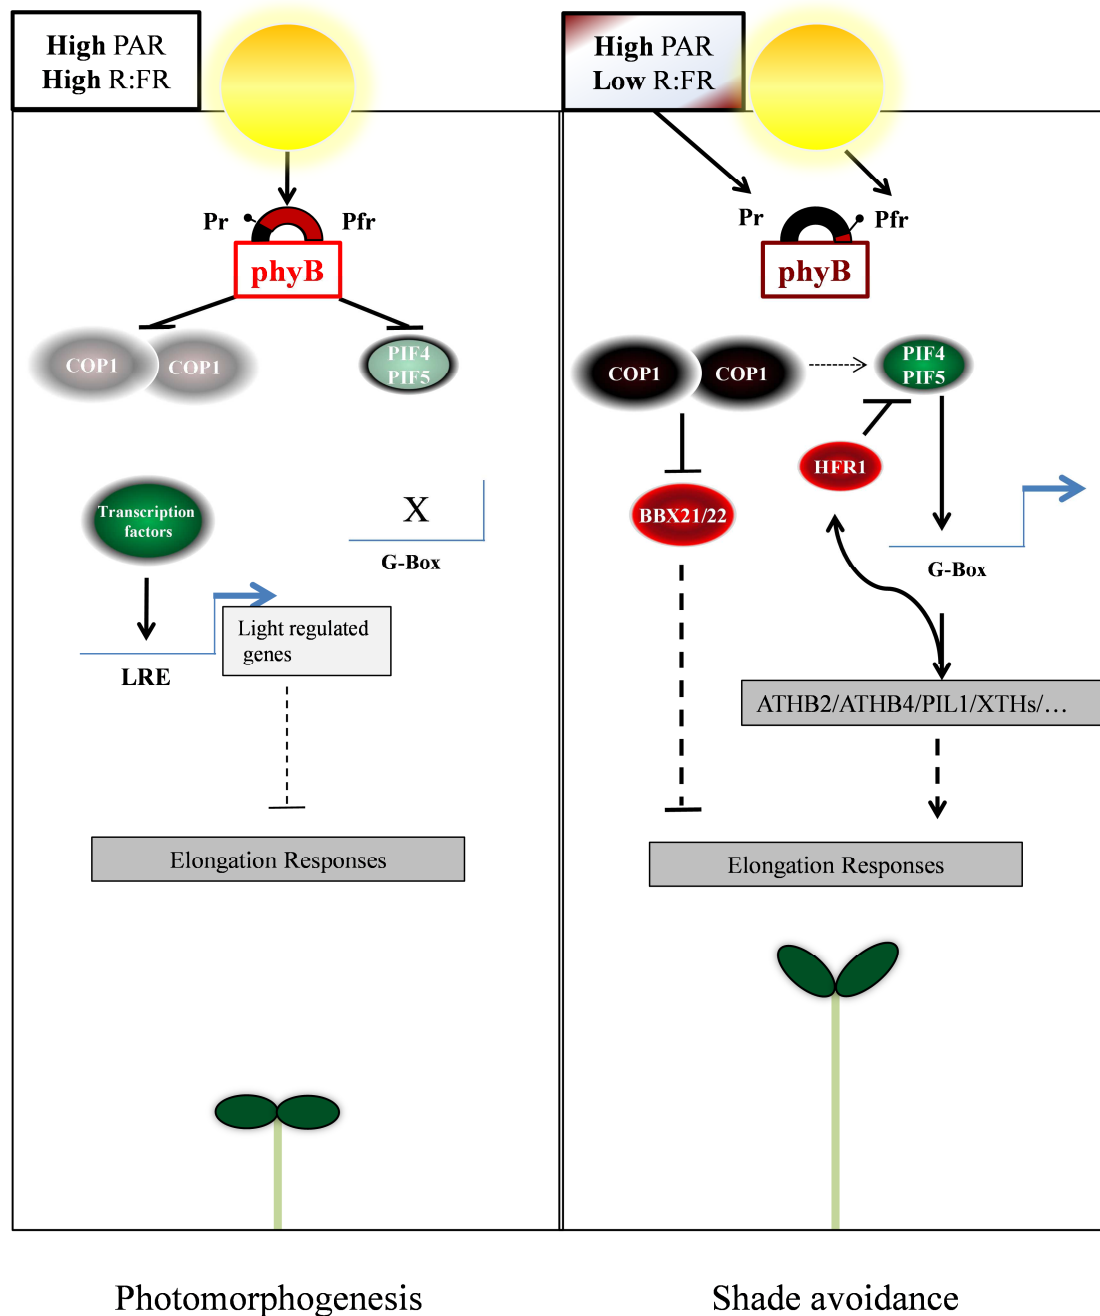 High PAR
High R:FR
Pr
Pfr
phyB
COP1
COP1
PIF4
PIF5
Transcription
factors
X
G-Box
Light regulated
genes
LRE
Elongation Responses
Photomorphogenesis
High PAR
Low R:FR
Pr
Pfr
phyB
COP1
COP1
PIF4
PIF5
HFR1
BBX21/22
G-Box
ATHB2/ATHB4/PIL1/XTHs/…
Elongation Responses
Shade avoidance